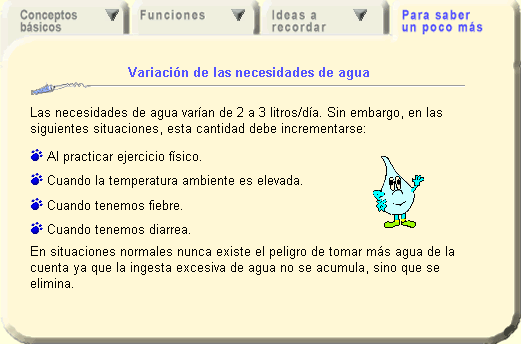 Conceptos básicos
Funciones
Ideas a recordar
Para saber un poco más
Variación de las necesidades de agua
Las necesidades de agua varían de 2 a 3 litros/día. Sin embargo, en las
siguientes situaciones, esta cantidad debe incrementarse:
Al practicar ejercicio físico.
Cuando la temperatura ambiente es elevada.
Cuando tenemos fiebre.
Cuando tenemos diarrea.
En situaciones normales nunca existe el peligro de tomar más agua de la
cuenta ya que la ingesta excesiva de agua no se acumula, sino que se
elimina.